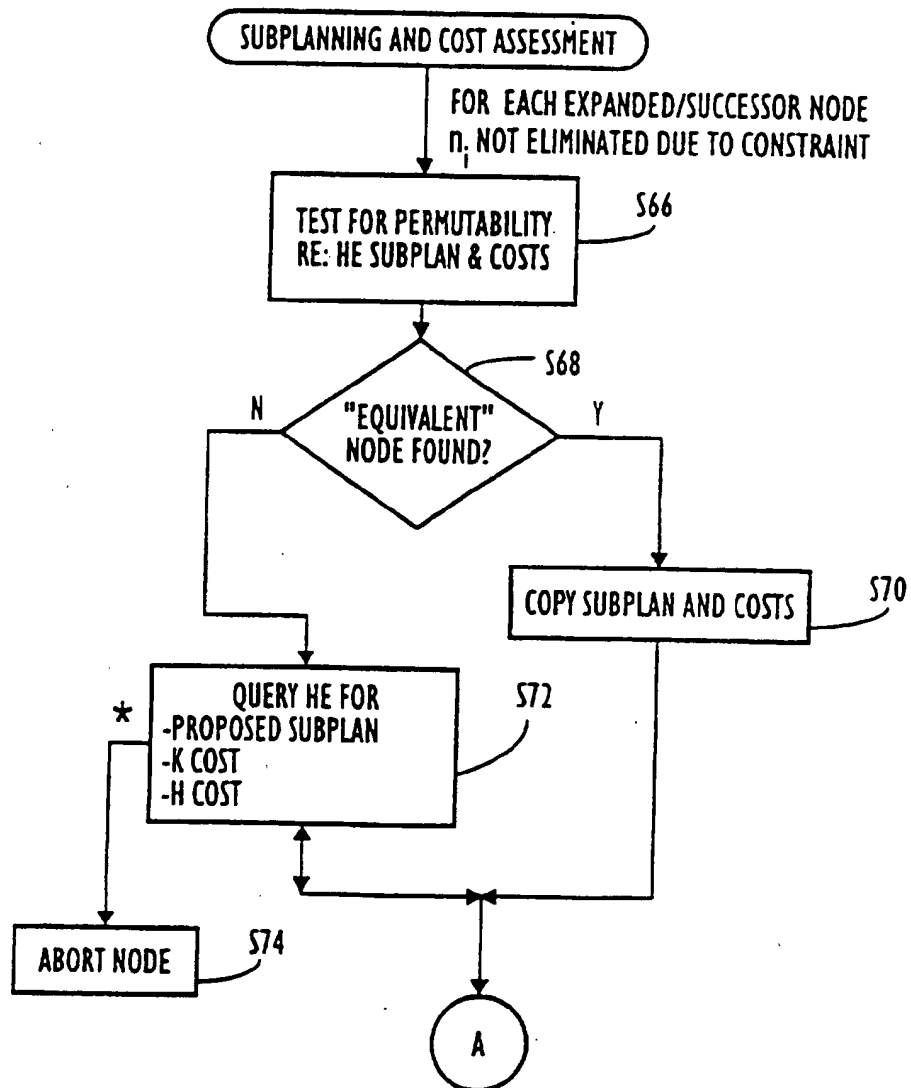 SUBPLANNING AND COST ASSESSMENT
FOR EACH EXPANDED/SUCCESSOR NODE
ni NOT ELIMINATED DUE TO CONSTRAINT
S66
TEST FOR PERMUTABILITY
RE: HE SUBPLAN & COSTS
S68
N
"EQUIVALENT"
NODE FOUND?
Y
COPY SUBPLAN AND COSTS
S70
*
QUERY HE FOR
-PROPOSED SUBPLAN
-K COST
-H COST
S72
ABORT NODE
S74
A